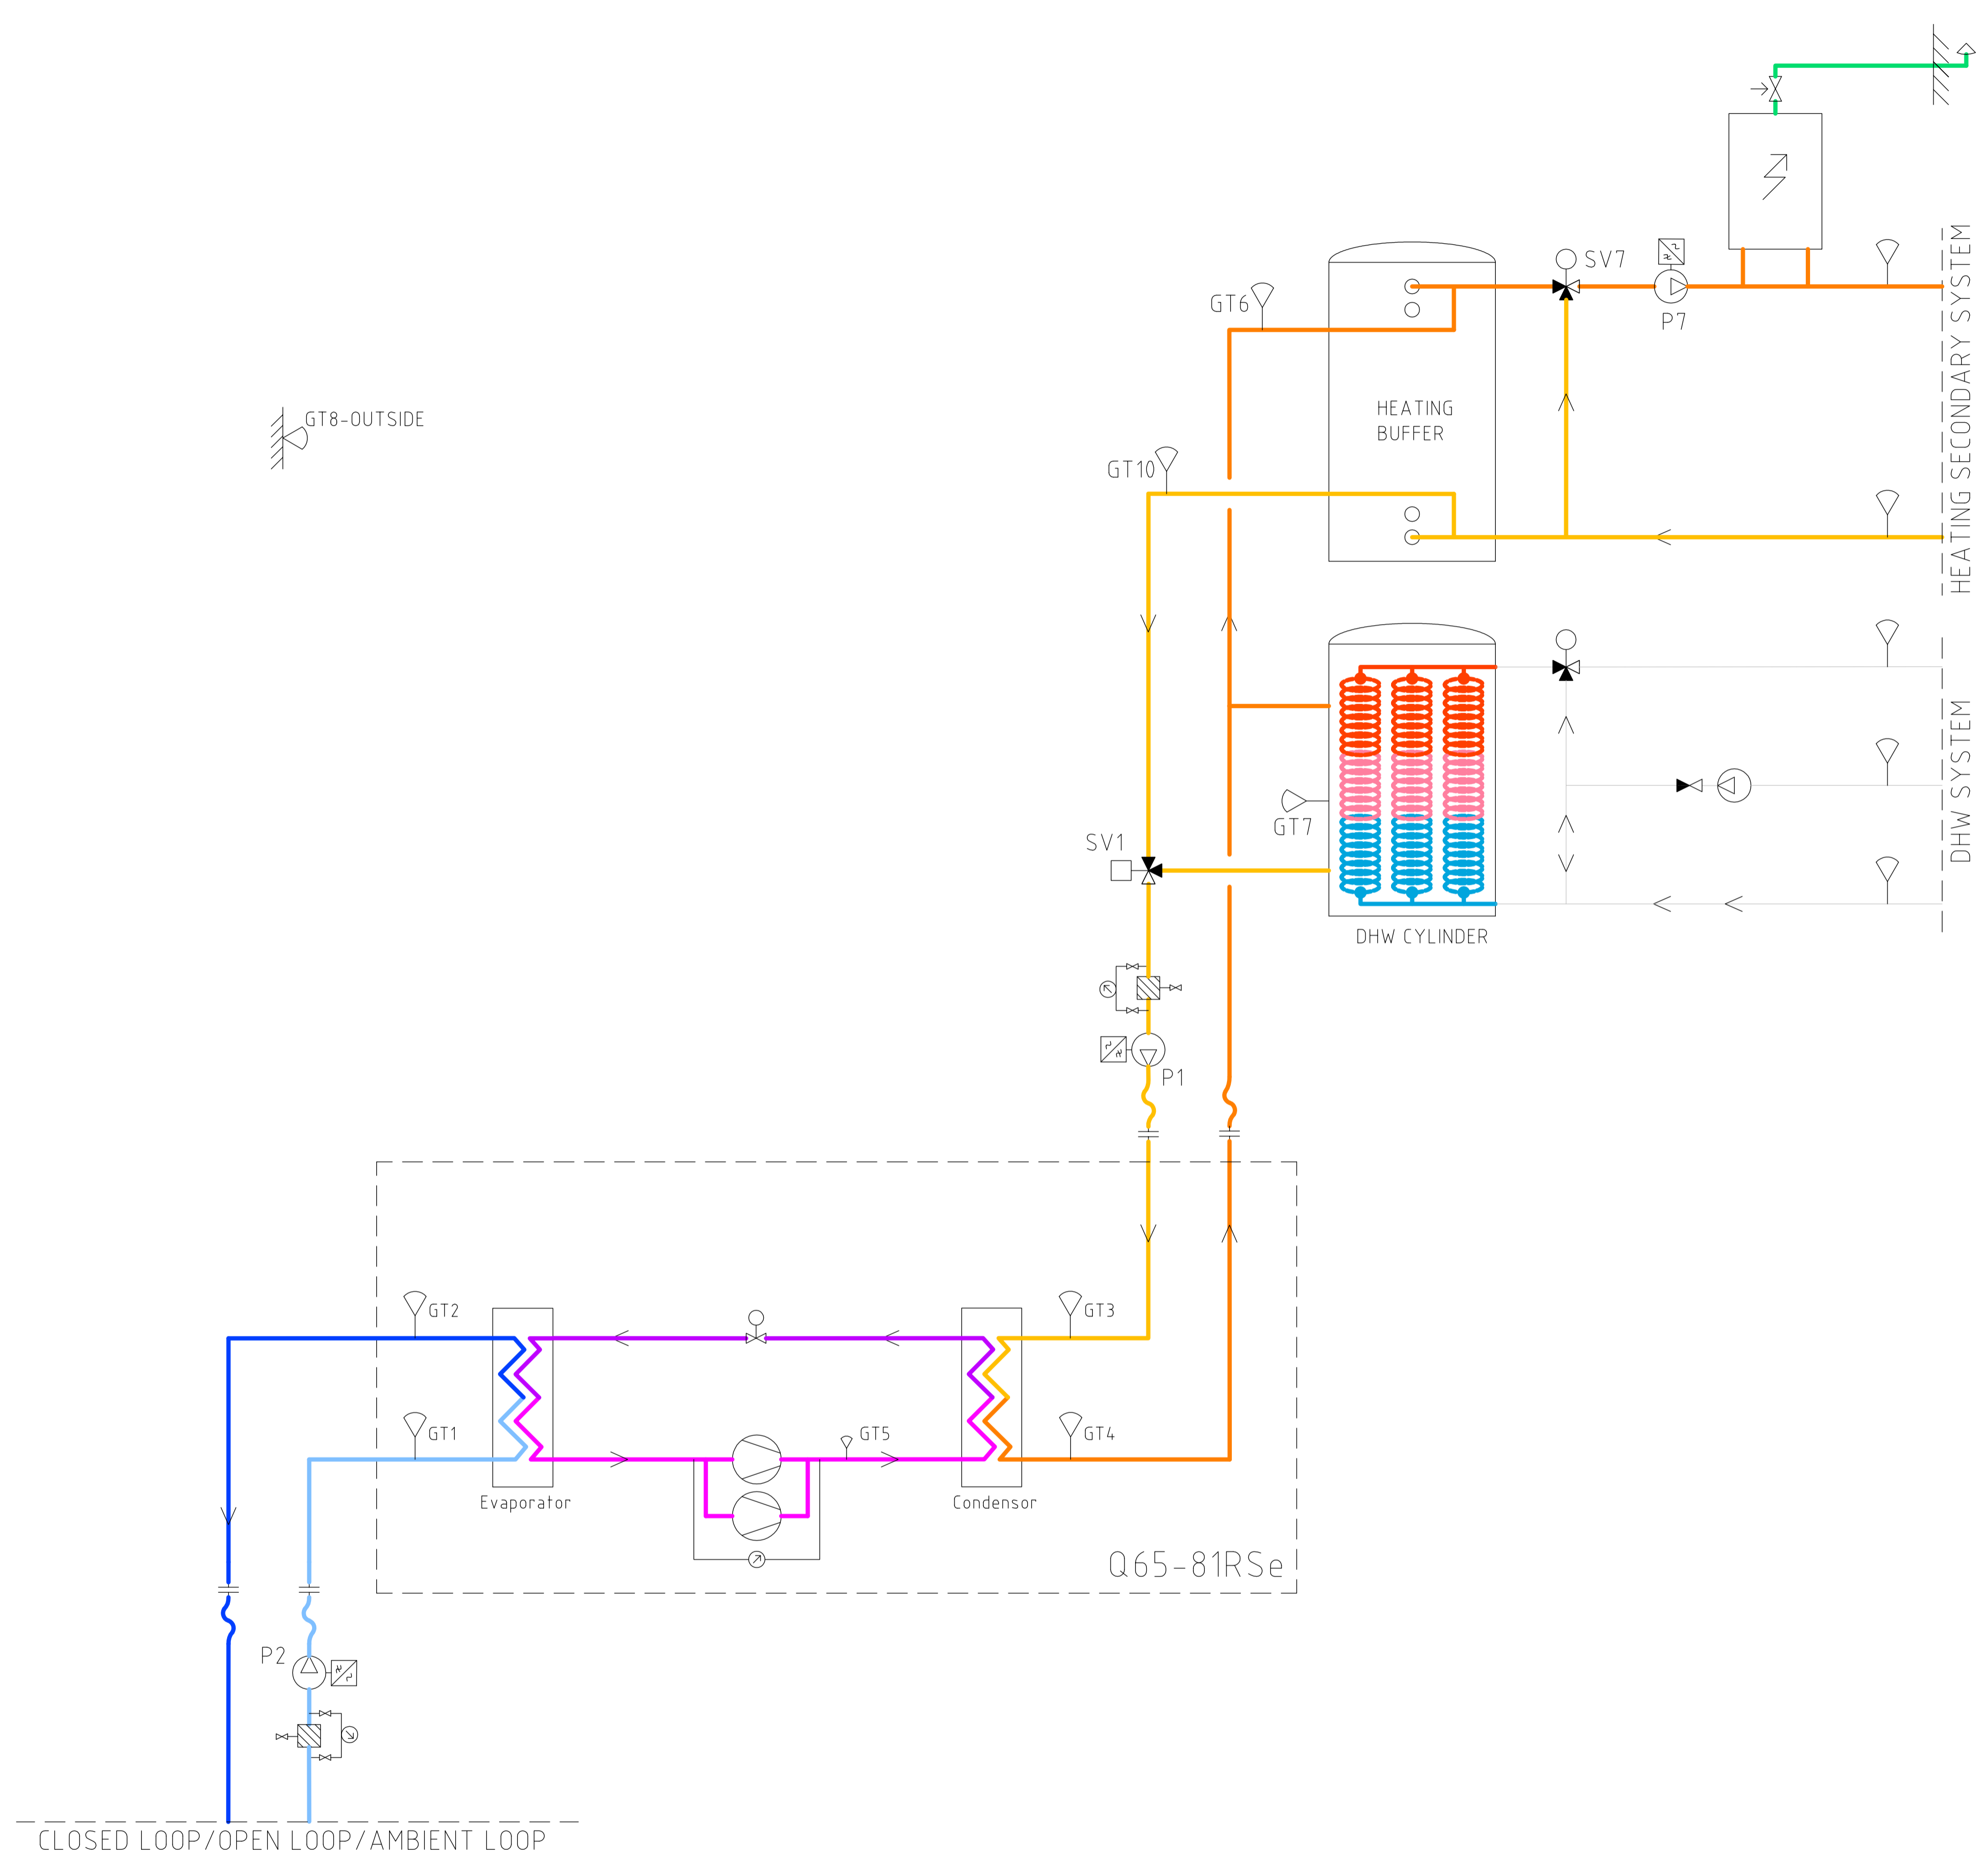 SV7
P7
GT6
HEATING SECONDARY SYSTEM
HEATING
BUFFER
GT8-OUTSIDE
GT10
DHW SYSTEM
GT7
SV1
DHW CYLINDER
P1
GT2
GT3
GT1
GT5
GT4
Evaporator
Condensor
Q65-81RSe
P2
CLOSED LOOP/OPEN LOOP/AMBIENT LOOP